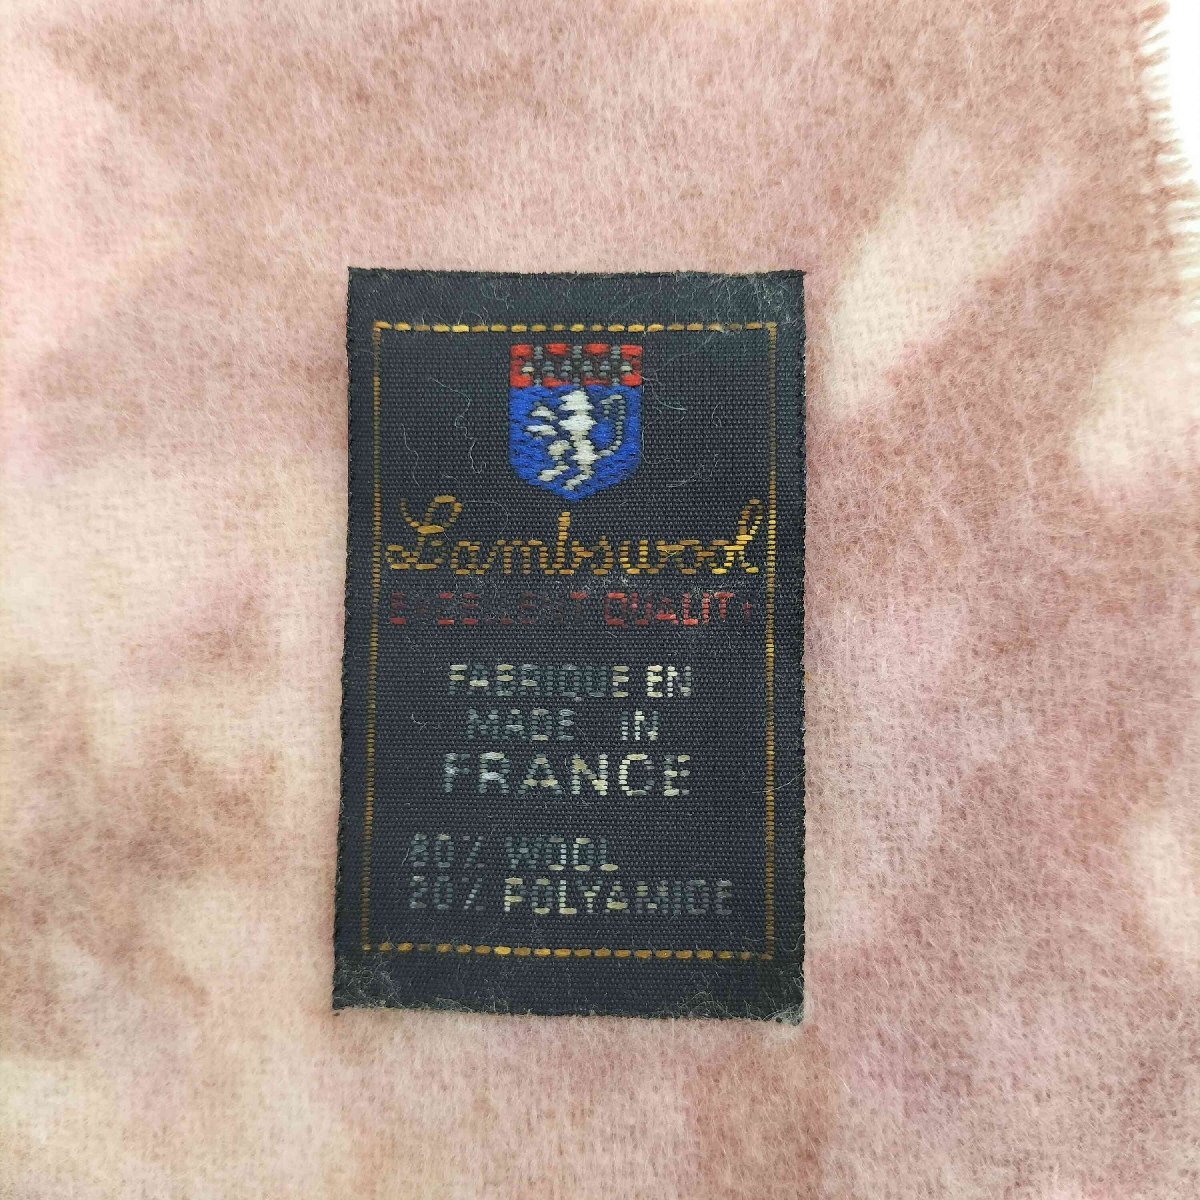 Lambswool
EXCELLENT QUALITY
FABRIQUE EN
MADE IN
FRANCE
80% WOOL
20% POLYAMIDE